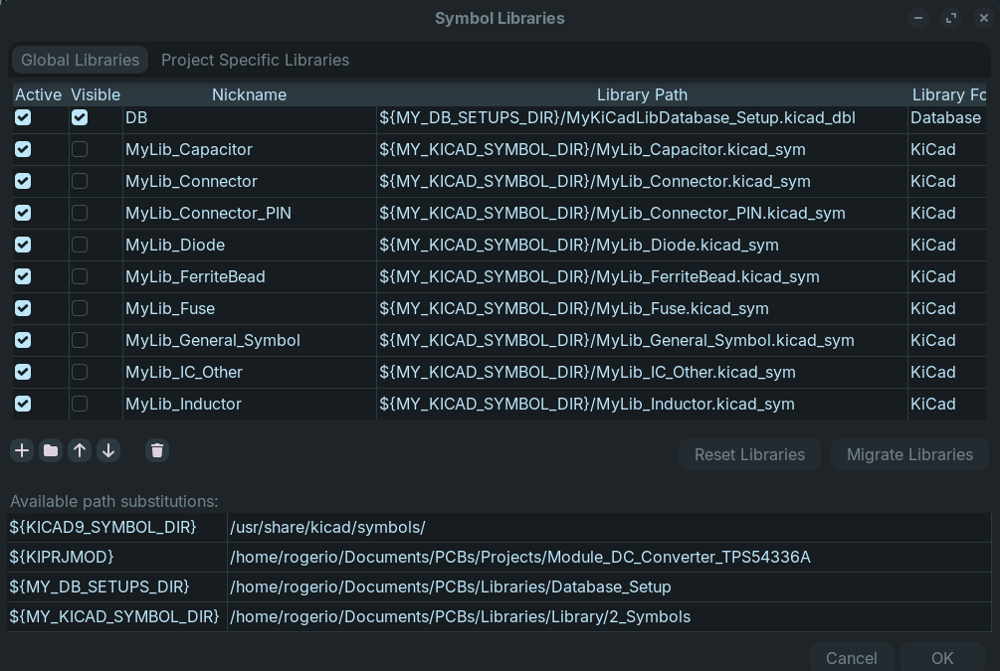 Symbol Libraries
Global Libraries Project Specific Libraries
Active Visible Nickname Library Path Library Fo
DB ${MY_DB_SETUPS_DIR}/MyKiCadLibDatabase_Setup.kicad_dbl Database
MyLib_Capacitor ${MY_KICAD_SYMBOL_DIR}/MyLib_Capacitor.kicad_sym KiCad
MyLib_Connector ${MY_KICAD_SYMBOL_DIR}/MyLib_Connector.kicad_sym KiCad
MyLib_Connector_PIN ${MY_KICAD_SYMBOL_DIR}/MyLib_Connector_PIN.kicad_sym KiCad
MyLib_Diode ${MY_KICAD_SYMBOL_DIR}/MyLib_Diode.kicad_sym KiCad
MyLib_FerriteBead ${MY_KICAD_SYMBOL_DIR}/MyLib_FerriteBead.kicad_sym KiCad
MyLib_Fuse ${MY_KICAD_SYMBOL_DIR}/MyLib_Fuse.kicad_sym KiCad
MyLib_General_Symbol ${MY_KICAD_SYMBOL_DIR}/MyLib_General_Symbol.kicad_sym KiCad
MyLib_IC_Other ${MY_KICAD_SYMBOL_DIR}/MyLib_IC_Other.kicad_sym KiCad
MyLib_Inductor ${MY_KICAD_SYMBOL_DIR}/MyLib_Inductor.kicad_sym KiCad
Reset Libraries Migrate Libraries
Available path substitutions:
${KICAD9_SYMBOL_DIR} /usr/share/kicad/symbols/
${KIPRJMOD} /home/rogerio/Documents/PCBs/Projects/Module_DC_Converter_TPS54336A
${MY_DB_SETUPS_DIR} /home/rogerio/Documents/PCBs/Libraries/Database_Setup
${MY_KICAD_SYMBOL_DIR} /home/rogerio/Documents/PCBs/Libraries/Library/2_Symbols
Cancel OK